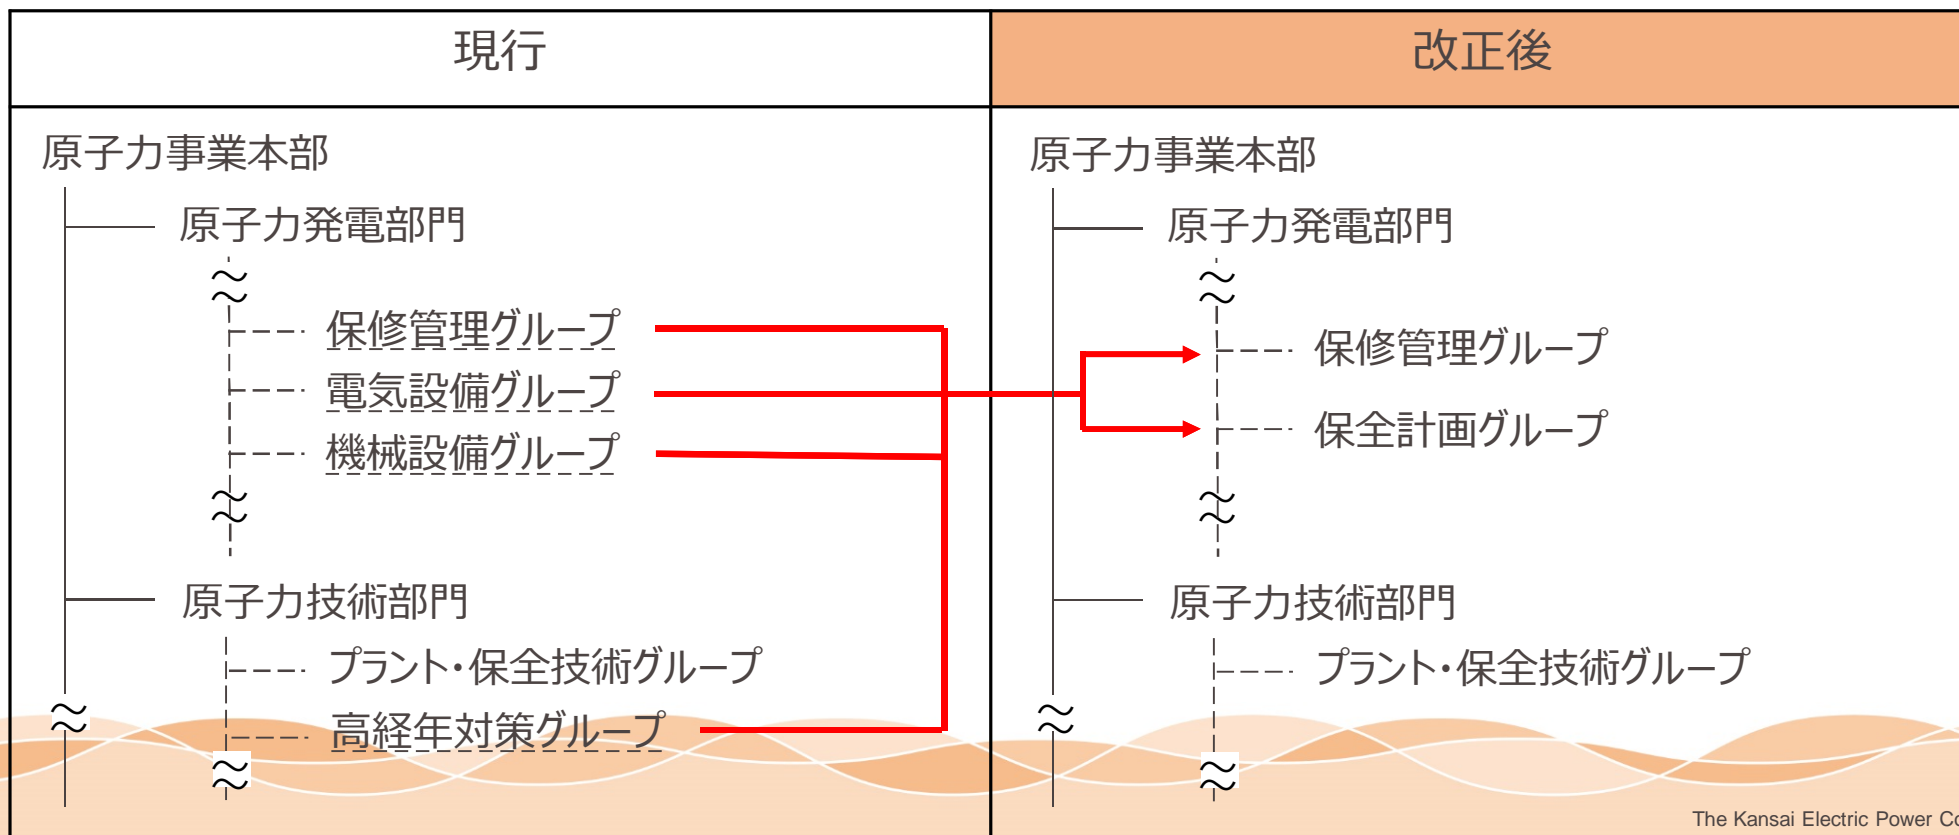 現行
改正後
原子力事業本部
原子力発電部門
保修管理グループ
電気設備グループ
機械設備グループ
原子力技術部門
プラント・保全技術グループ
高経年対策グループ
原子力事業本部
原子力発電部門
保修管理グループ
保全計画グループ
原子力技術部門
プラント・保全技術グループ
The Kansai Electric Power Co